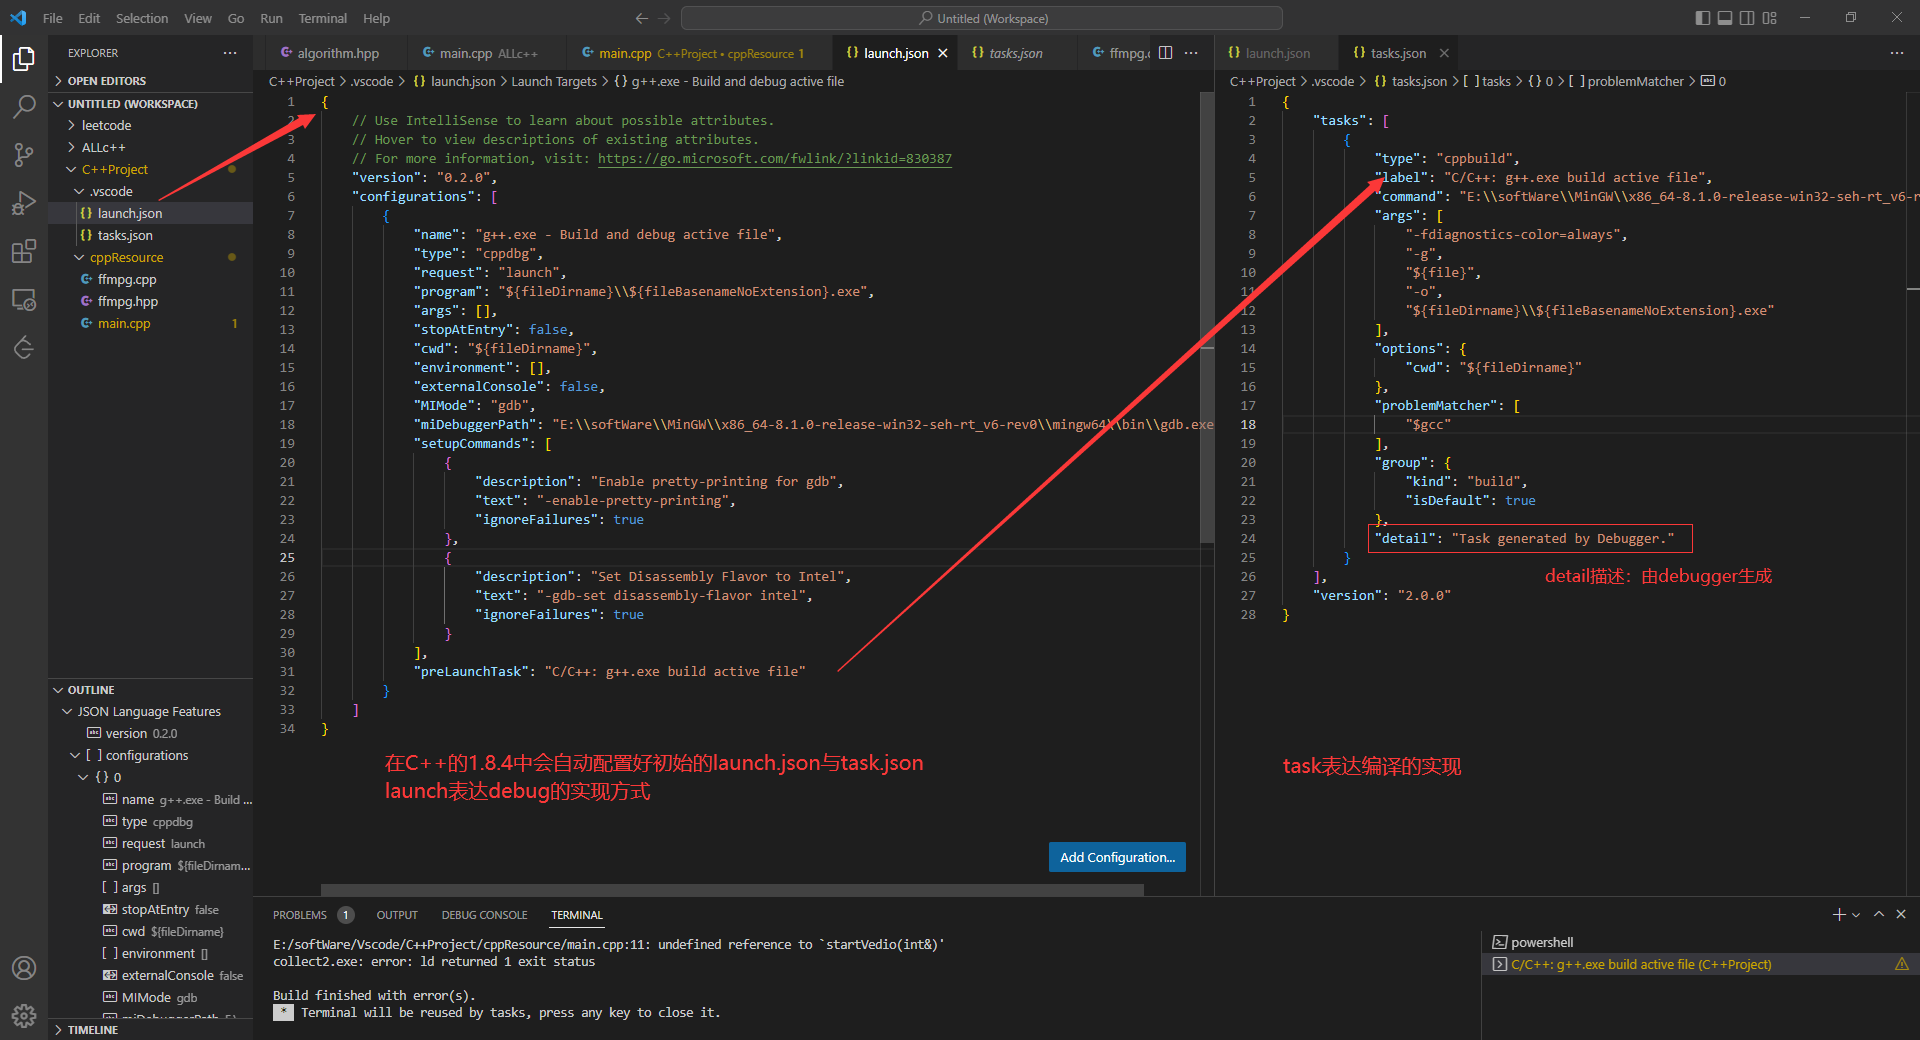 File Edit Selection View Go Run Terminal Help
Untitled (Workspace)
EXPLORER
OPEN EDITORS
UNTITLED (WORKSPACE)
leetcode
ALLc++
C++Project
.vscode
launch.json
tasks.json
cppResource
ffmpg.cpp
ffmpg.hpp
main.cpp 1
OUTLINE
JSON Language Features
version 0.2.0
[ ] configurations
{} 0
name g++.exe - Build ...
type cppdbg
request launch
program ${fileDirnam...
[ ] args []
stopAtEntry false
cwd ${fileDirname}
[ ] environment []
externalConsole false
MIMode gdb
TIMELINE
algorithm.hpp main.cpp ALLc++ main.cpp C++Project • cppResource 1 launch.json tasks.json ffmpg.c
C++Project > .vscode > {} launch.json > Launch Targets > {} g++.exe - Build and debug active file
1 {
2 // Use IntelliSense to learn about possible attributes.
3 // Hover to view descriptions of existing attributes.
4 // For more information, visit: https://go.microsoft.com/fwlink/?linkid=830387
5 "version": "0.2.0",
6 "configurations": [
7 {
8 "name": "g++.exe - Build and debug active file",
9 "type": "cppdbg",
10 "request": "launch",
11 "program": "${fileDirname}\\${fileBasenameNoExtension}.exe",
12 "args": [],
13 "stopAtEntry": false,
14 "cwd": "${fileDirname}",
15 "environment": [],
16 "externalConsole": false,
17 "MIMode": "gdb",
18 "miDebuggerPath": "E:\\softWare\\MinGW\\x86_64-8.1.0-release-win32-seh-rt_v6-rev0\\mingw64\\bin\\gdb.exe
19 "setupCommands": [
20 {
21 "description": "Enable pretty-printing for gdb",
22 "text": "-enable-pretty-printing",
23 "ignoreFailures": true
24 },
25 {
26 "description": "Set Disassembly Flavor to Intel",
27 "text": "-gdb-set disassembly-flavor intel",
28 "ignoreFailures": true
29 }
30 ],
31 "preLaunchTask": "C/C++: g++.exe build active file"
32 }
33 ]
34 }
在C++的1.8.4中会自动配置好初始的launch.json与task.json
launch表达debug的实现方式
Add Configuration...
launch.json tasks.json
C++Project > .vscode > {} tasks.json > [ ] tasks > {} 0 > [ ] problemMatcher > 0
1 {
2 "tasks": [
3 {
4 "type": "cppbuild",
5 "label": "C/C++: g++.exe build active file",
6 "command": "E:\\softWare\\MinGW\\x86_64-8.1.0-release-win32-seh-rt_v6-r
7 "args": [
8 "-fdiagnostics-color=always",
9 "-g",
10 "${file}",
11 "-o",
12 "${fileDirname}\\${fileBasenameNoExtension}.exe"
13 ],
14 "options": {
15 "cwd": "${fileDirname}"
16 },
17 "problemMatcher": [
18 "$gcc"
19 ],
20 "group": {
21 "kind": "build",
22 "isDefault": true
23 },
24 "detail": "Task generated by Debugger."
25 }
26 ],
27 "version": "2.0.0"
28 }
detail描述：由debugger生成
task表达编译的实现
PROBLEMS 1 OUTPUT DEBUG CONSOLE TERMINAL
E:/softWare/Vscode/C++Project/cppResource/main.cpp:11: undefined reference to `startVedio(int&)'
collect2.exe: error: ld returned 1 exit status
Build finished with error(s).
* Terminal will be reused by tasks, press any key to close it.
powershell
C/C++: g++.exe build active file (C++Project)